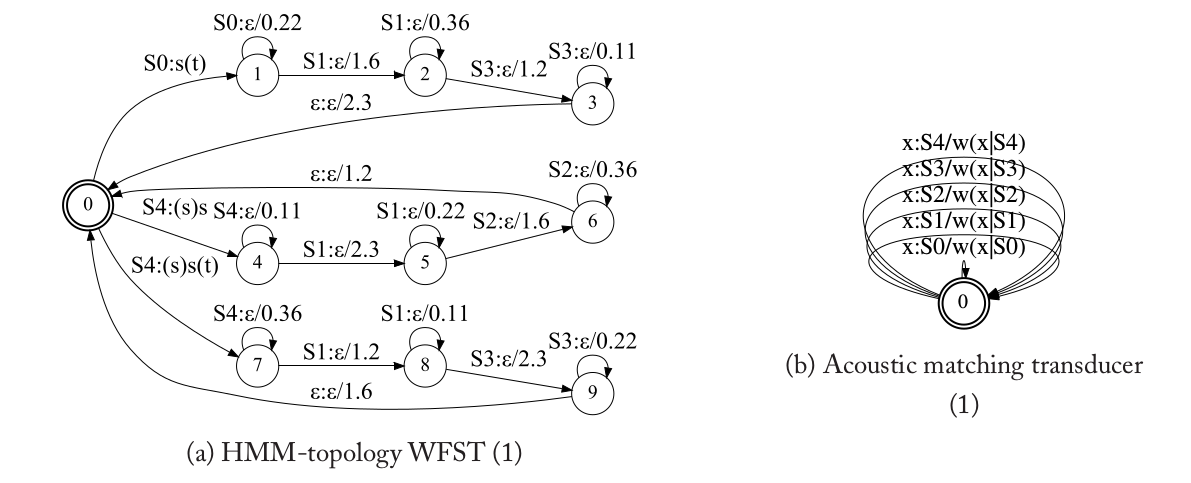 S0:ε/0.22 S1:ε/0.36
S3:ε/0.11
S0:s(t) 1 S1:ε/1.6 2 S3:ε/1.2 3
ε:ε/2.3
ε:ε/1.2 S2:ε/0.36
0 S4:(s)s S4:ε/0.11 S1:ε/0.22 S2:ε/1.6 6
4 S1:ε/2.3 5
S4:(s)s(t)
S4:ε/0.36 S1:ε/0.11
S3:ε/0.22
7 S1:ε/1.2 8 S3:ε/2.3 9
ε:ε/1.6
(a) HMM-topology WFST (1)
x:S4/w(x|S4)
x:S3/w(x|S3)
x:S2/w(x|S2)
x:S1/w(x|S1)
x:S0/w(x|S0)
0
(b) Acoustic matching transducer
(1)